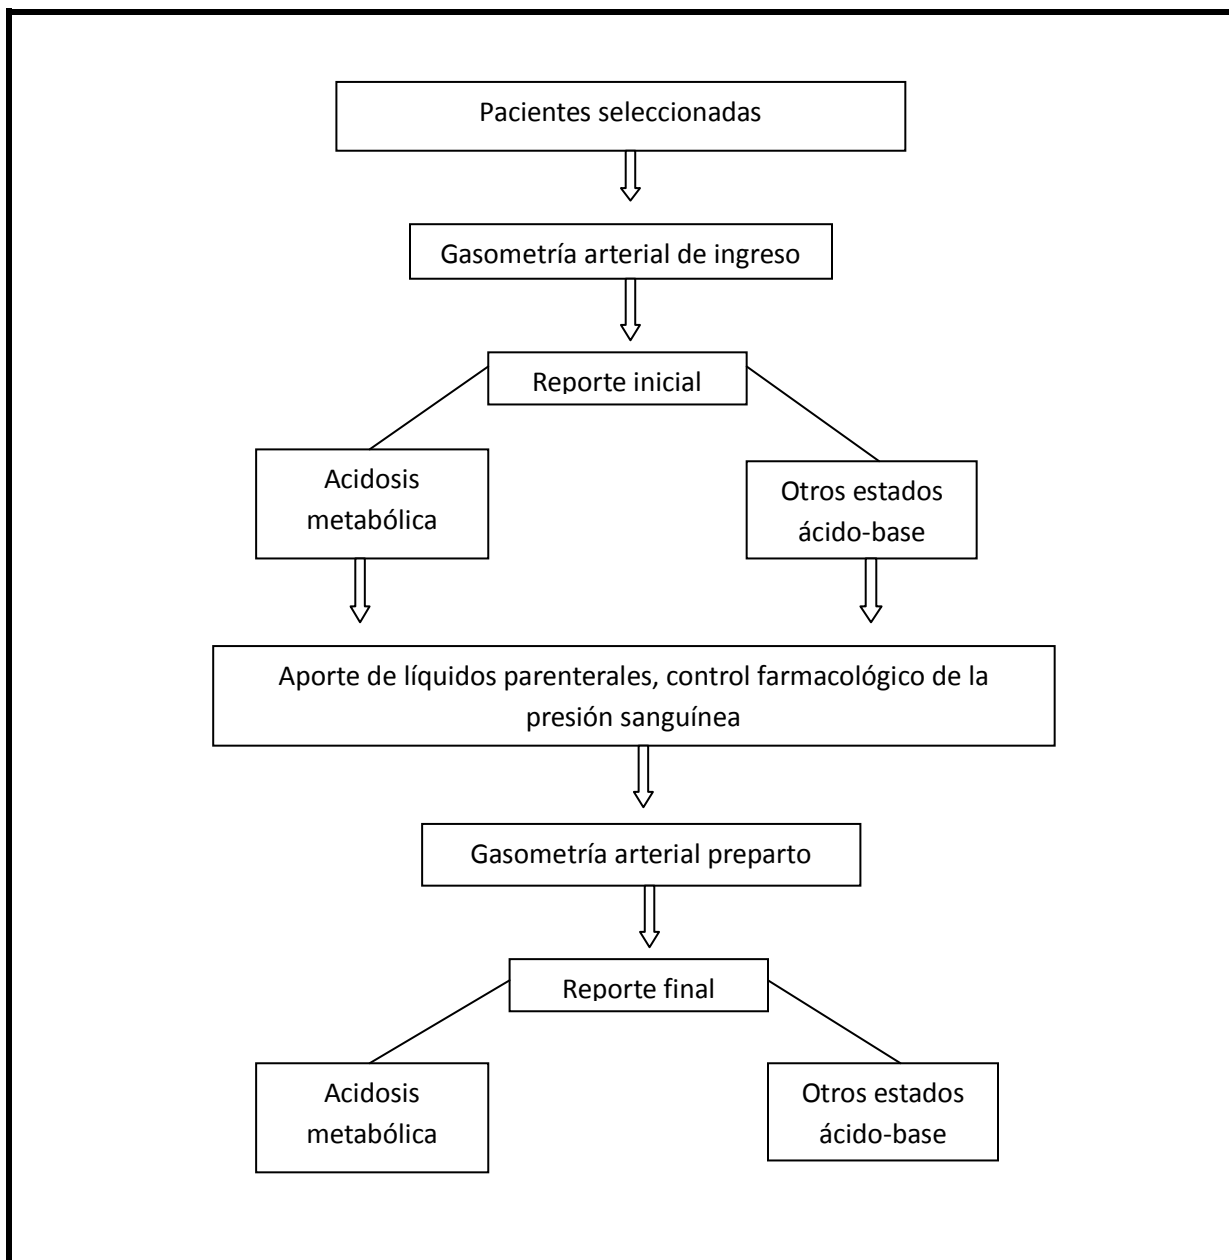 Pacientes seleccionadas
Gasometría arterial de ingreso
Reporte inicial
Acidosis
metabólica
Otros estados
ácido-base
Aporte de líquidos parenterales, control farmacológico de la
presión sanguínea
Gasometría arterial preparto
Reporte final
Acidosis
metabólica
Otros estados
ácido-base